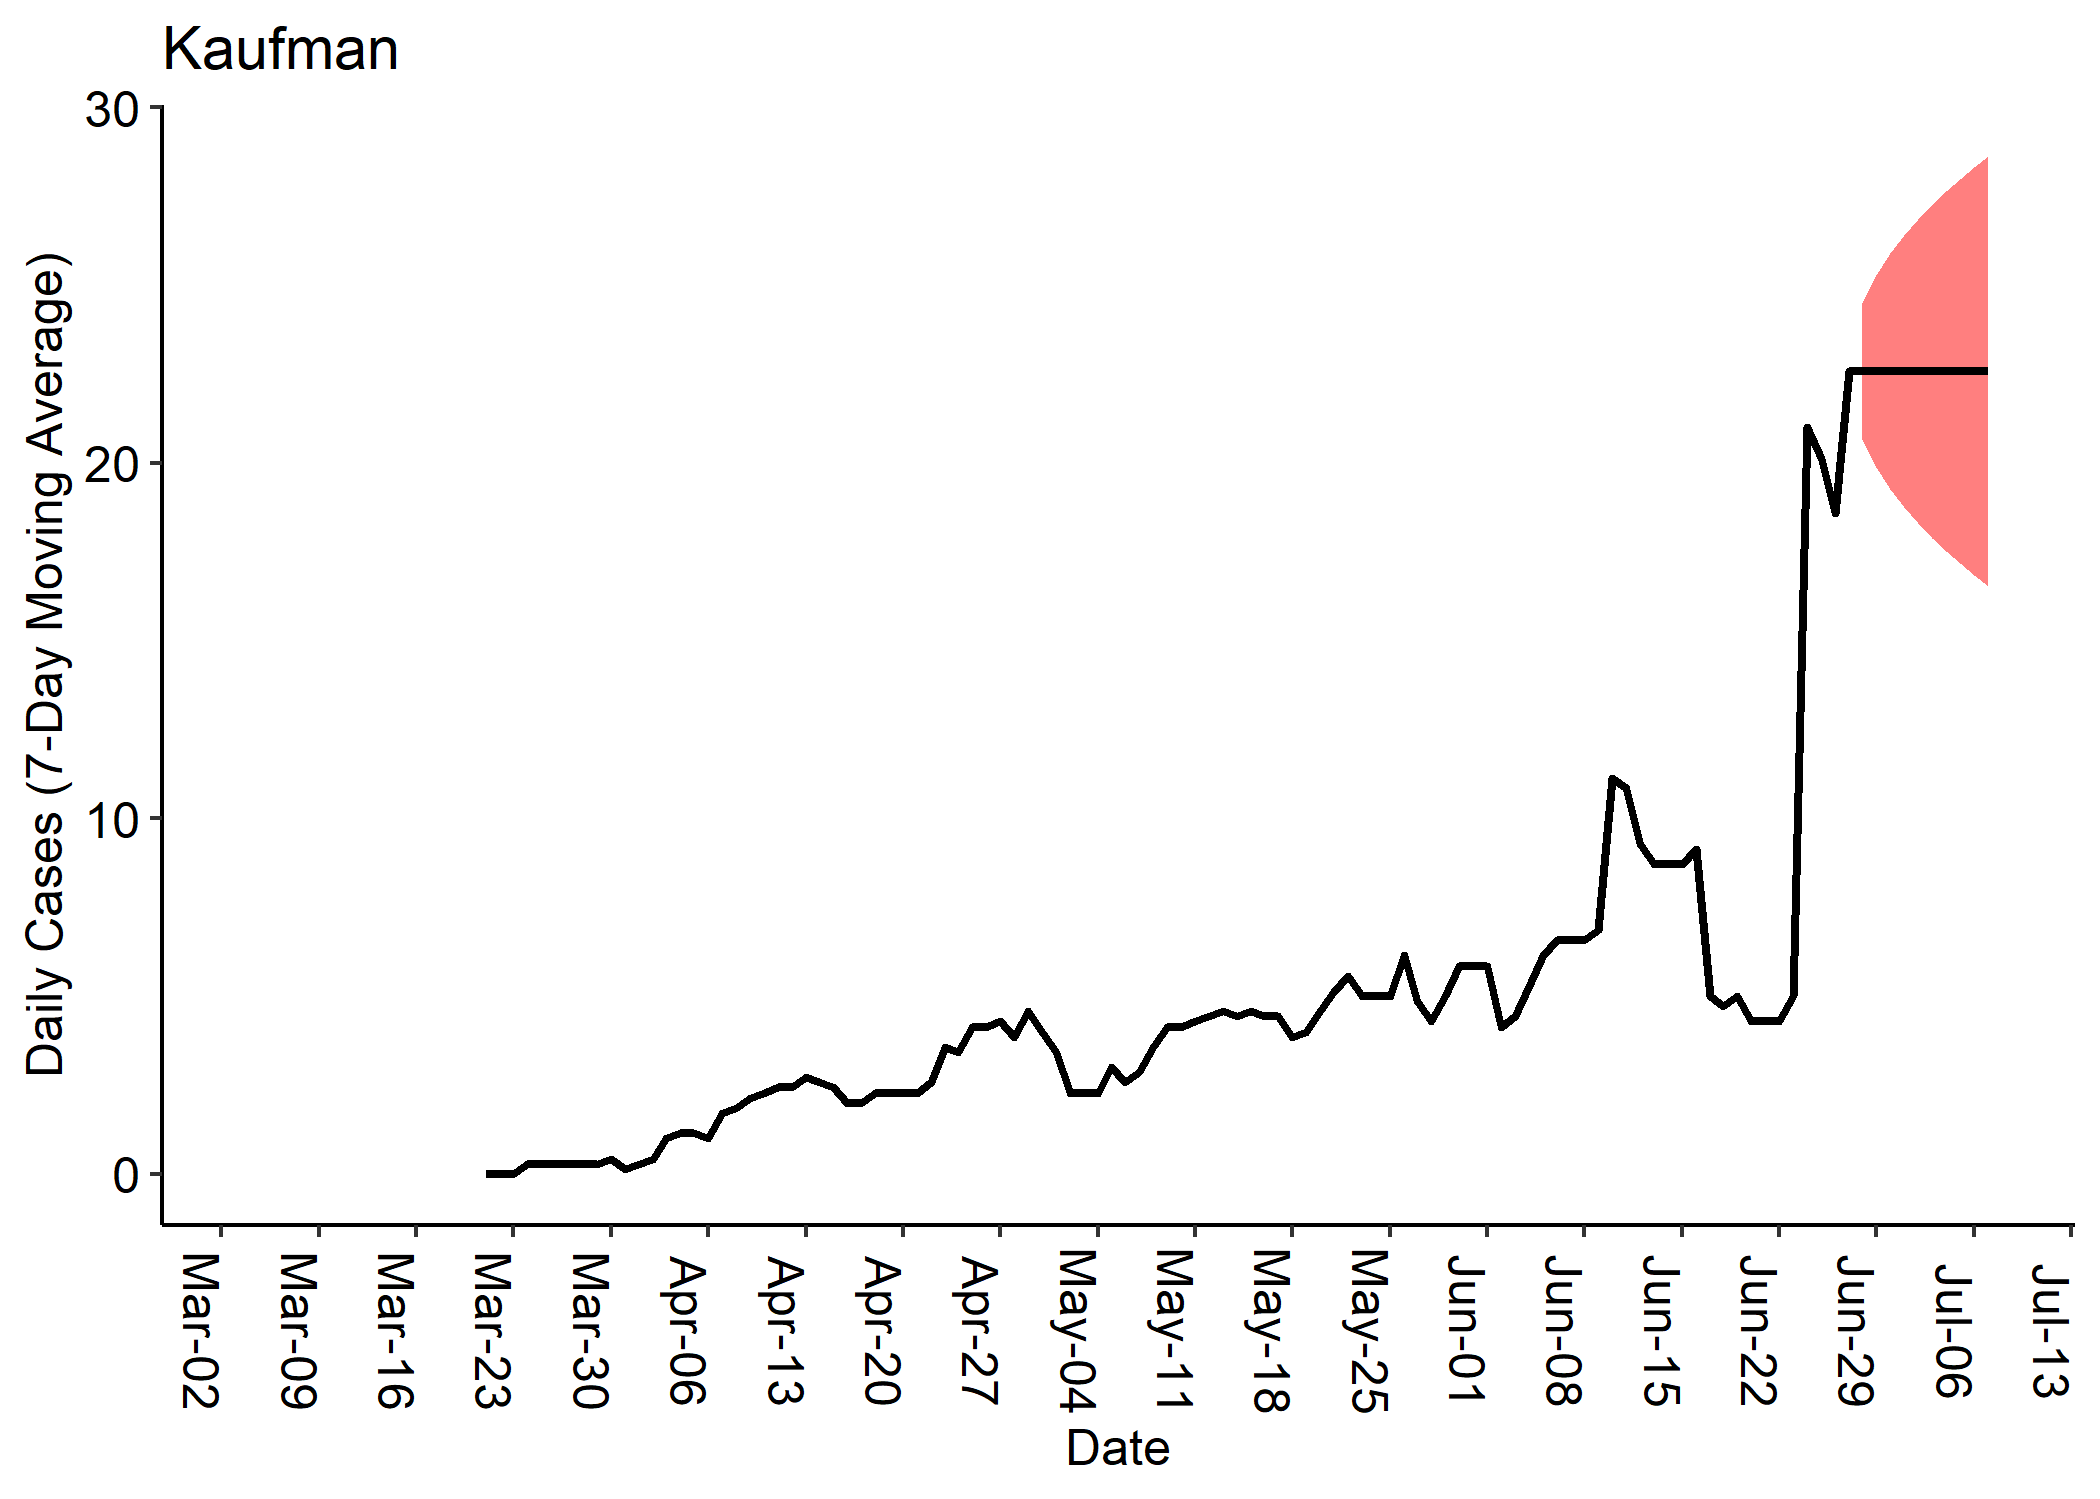 Kaufman
Daily Cases (7-Day Moving Average)
30
20
10
0
Mar-02
Mar-09
Mar-16
Mar-23
Mar-30
Apr-06
Apr-13
Apr-20
Apr-27
May-04
May-11
May-18
May-25
Jun-01
Jun-08
Jun-15
Jun-22
Jun-29
Jul-06
Jul-13
Date